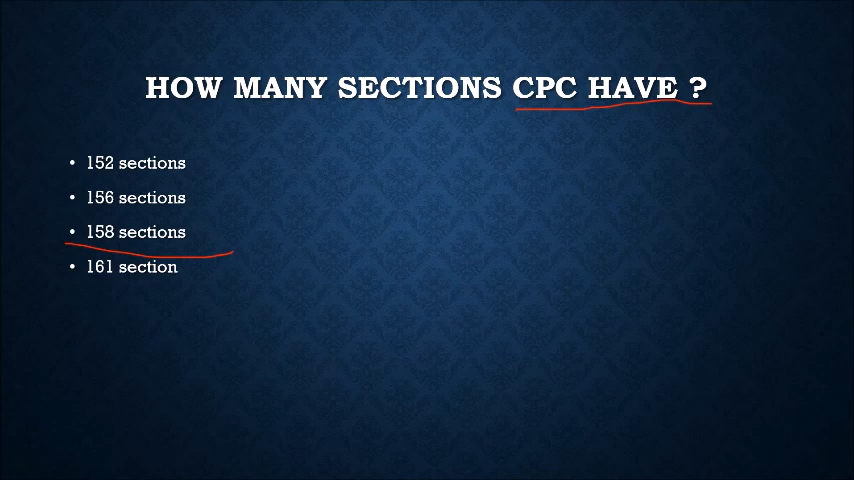 HOW MANY SECTIONS CPC HAVE ?
• 152 sections
• 156 sections
• 158 sections
• 161 section